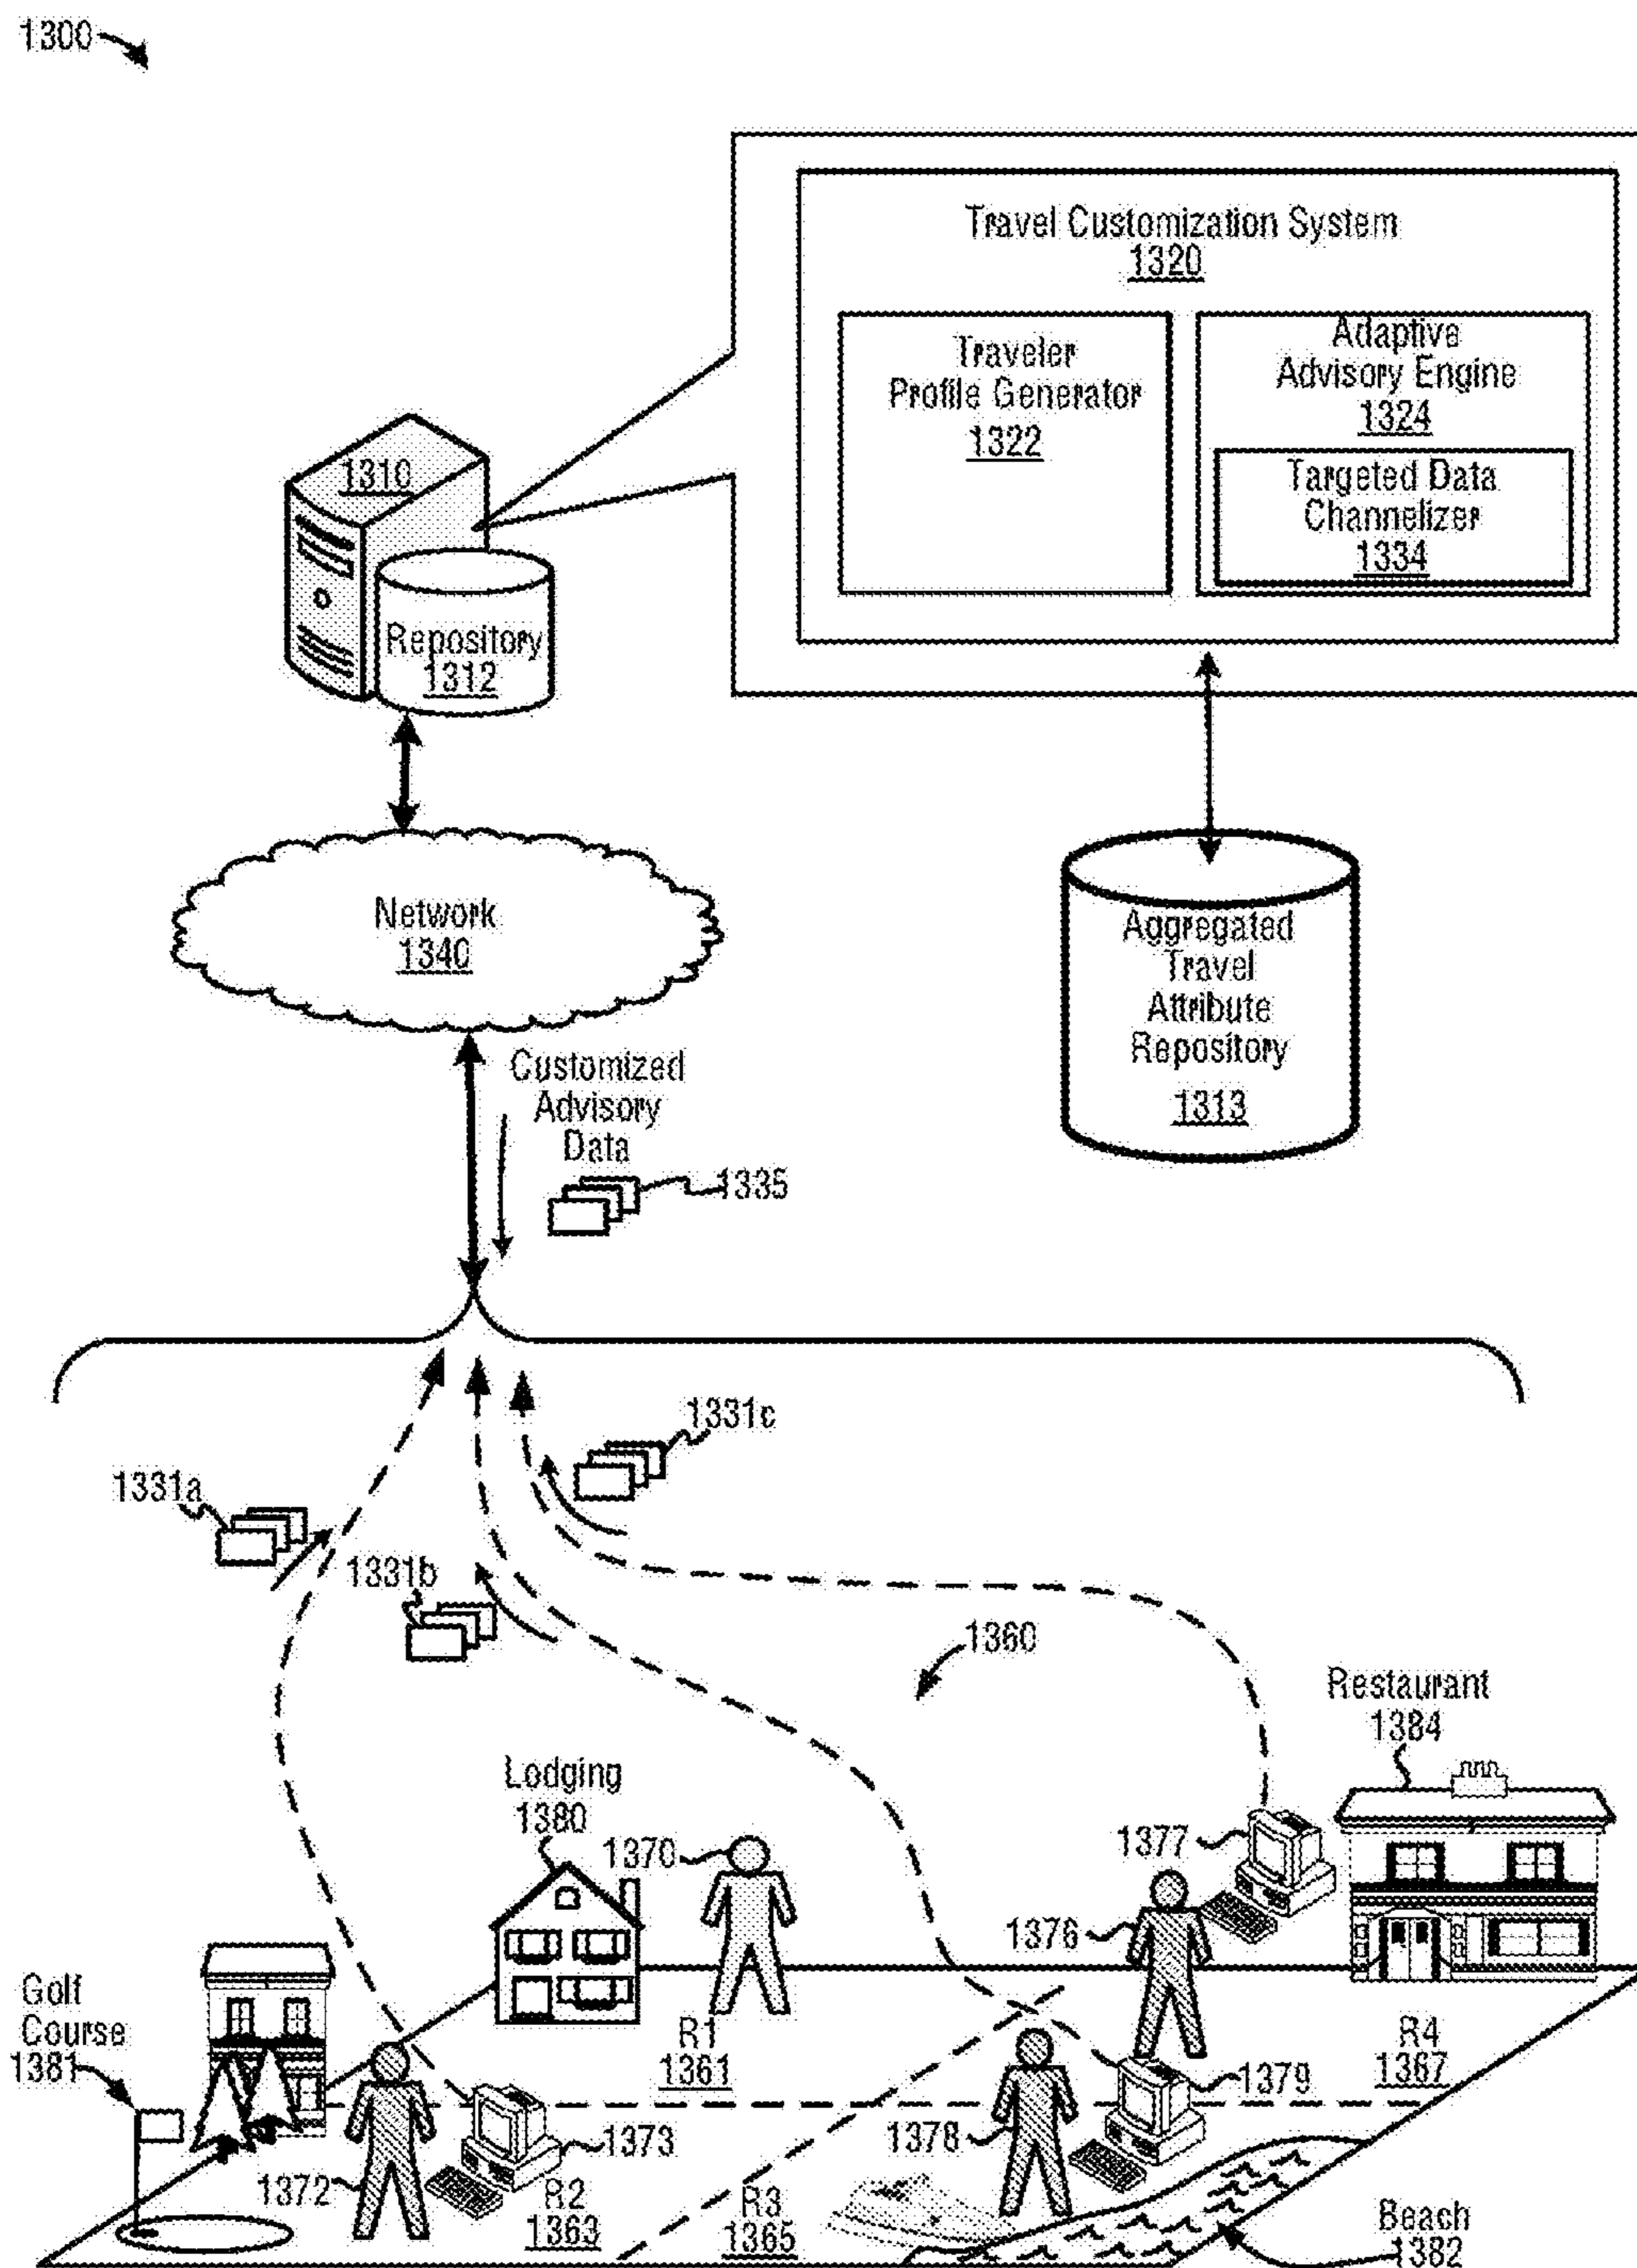 1300
Travel Customization System
1320
Traveler
Profile Generator
1322
Adaptive
Advisory Engine
1324
Targeted Data
Channelizer
1334
1310
Repository
1312
Network
1340
Aggregated
Travel
Attribute
Repository
1313
Customized
Advisory
Data
1335
1331c
1331a
1331b
1360
Restaurant
1384
Lodging
1380
1370
1377
1376
Golf
Course
1381
R1
1361
R4
1367
1379
1373
1378
1372
R2
1363
R3
1365
Beach
1382